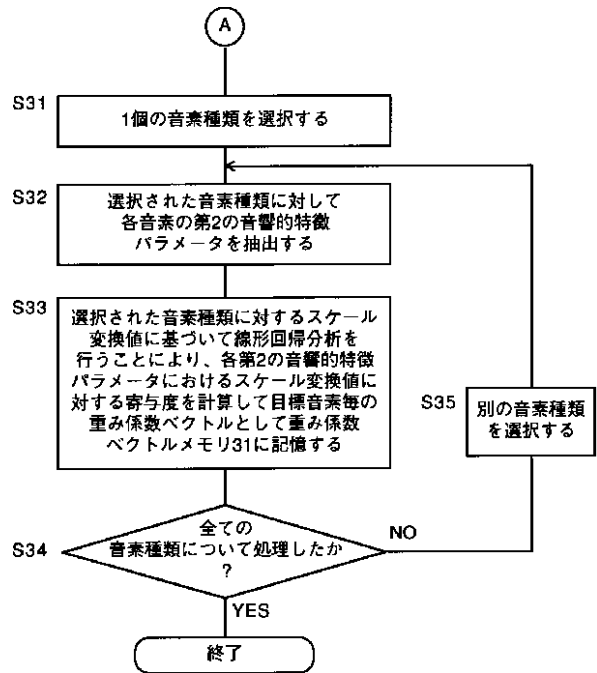 A
S31
1個の音素種類を選択する
S32
選択された音素種類に対して
各音素の第2の音響的特徴
パラメータを抽出する
S33
選択された音素種類に対するスケール
変換値に基づいて線形回帰分析を
行うことにより、各第2の音響的特徴
パラメータにおけるスケール変換値に
対する寄与度を計算して目標音素毎の
重み係数ベクトルとして重み係数
ベクトルメモリ31に記憶する
S35
別の音素種類
を選択する
S34
全ての
音素種類について処理したか
?
NO
YES
終了